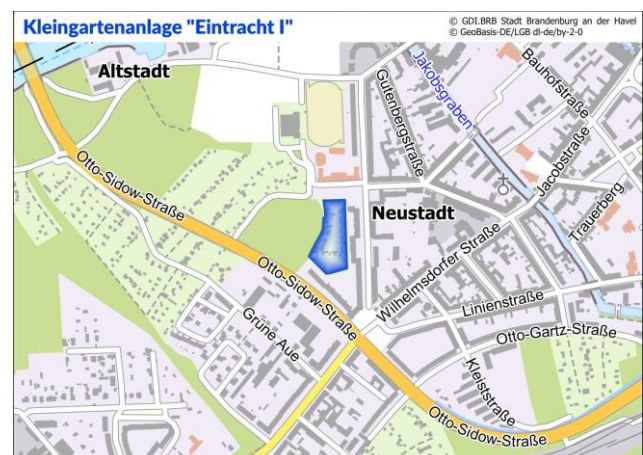 Kleingartenanlage "Eintracht I"
© GDI.BRB Stadt Brandenburg an der Havel
© GeoBasis-DE/LGB dl-de/by-2-0
Altstadt
Jakobsgraben
Bauhofstraße
Gutenbergstraße
Jacobstraße
Otto-Sidow-Straße
Neustadt
Trauerberg
Wilhelmsdorfer Straße
Otto-Sidow-Straße
Linienstraße
Grüne Aue
Otto-Gartz-Straße
Kleiststraße
Otto-Sidow-Straße